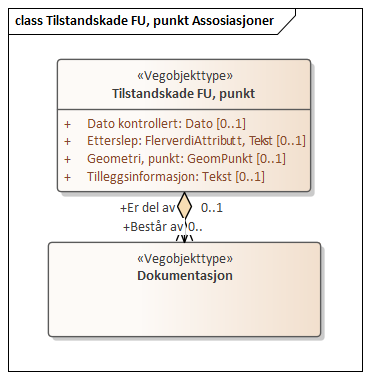 class Tilstandskade FU, punkt Assosiasjoner
«Vegobjekttype»
Tilstandskade FU, punkt
+ Dato kontrollert: Dato [0..1]
+ Etterslep: FlerverdiAttributt, Tekst [0..1]
+ Geometri, punkt: GeomPunkt [0..1]
+ Tilleggsinformasjon: Tekst [0..1]
+Er del av 0..1
+Består av 0..
«Vegobjekttype»
Dokumentasjon